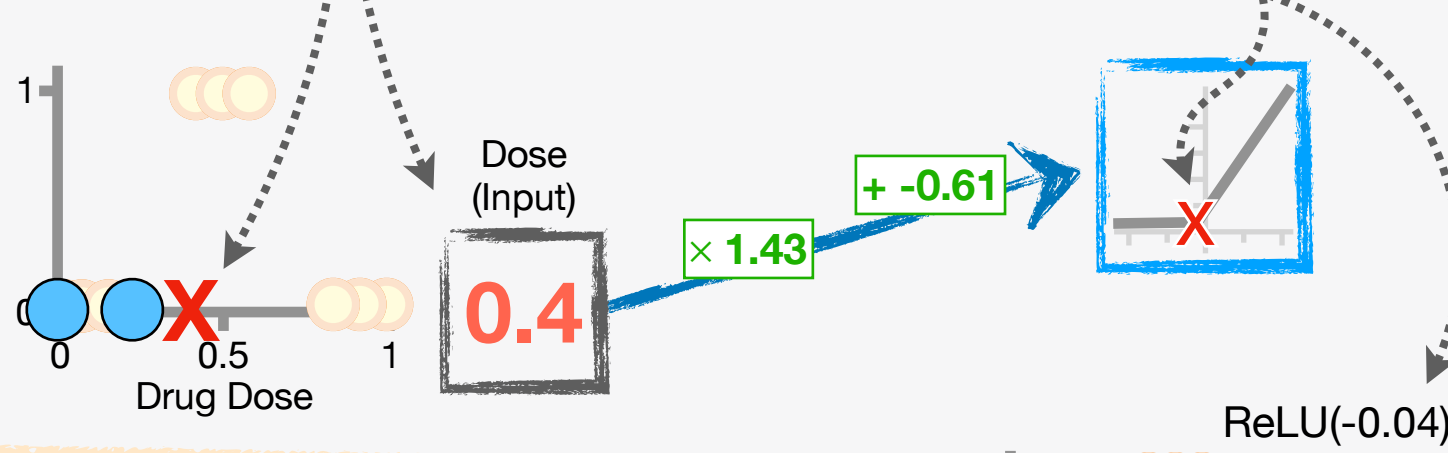 1
0
0
0.5
1
Drug Dose
Dose
(Input)
0.4
× 1.43
+ -0.61
X
X
ReLU(-0.04)